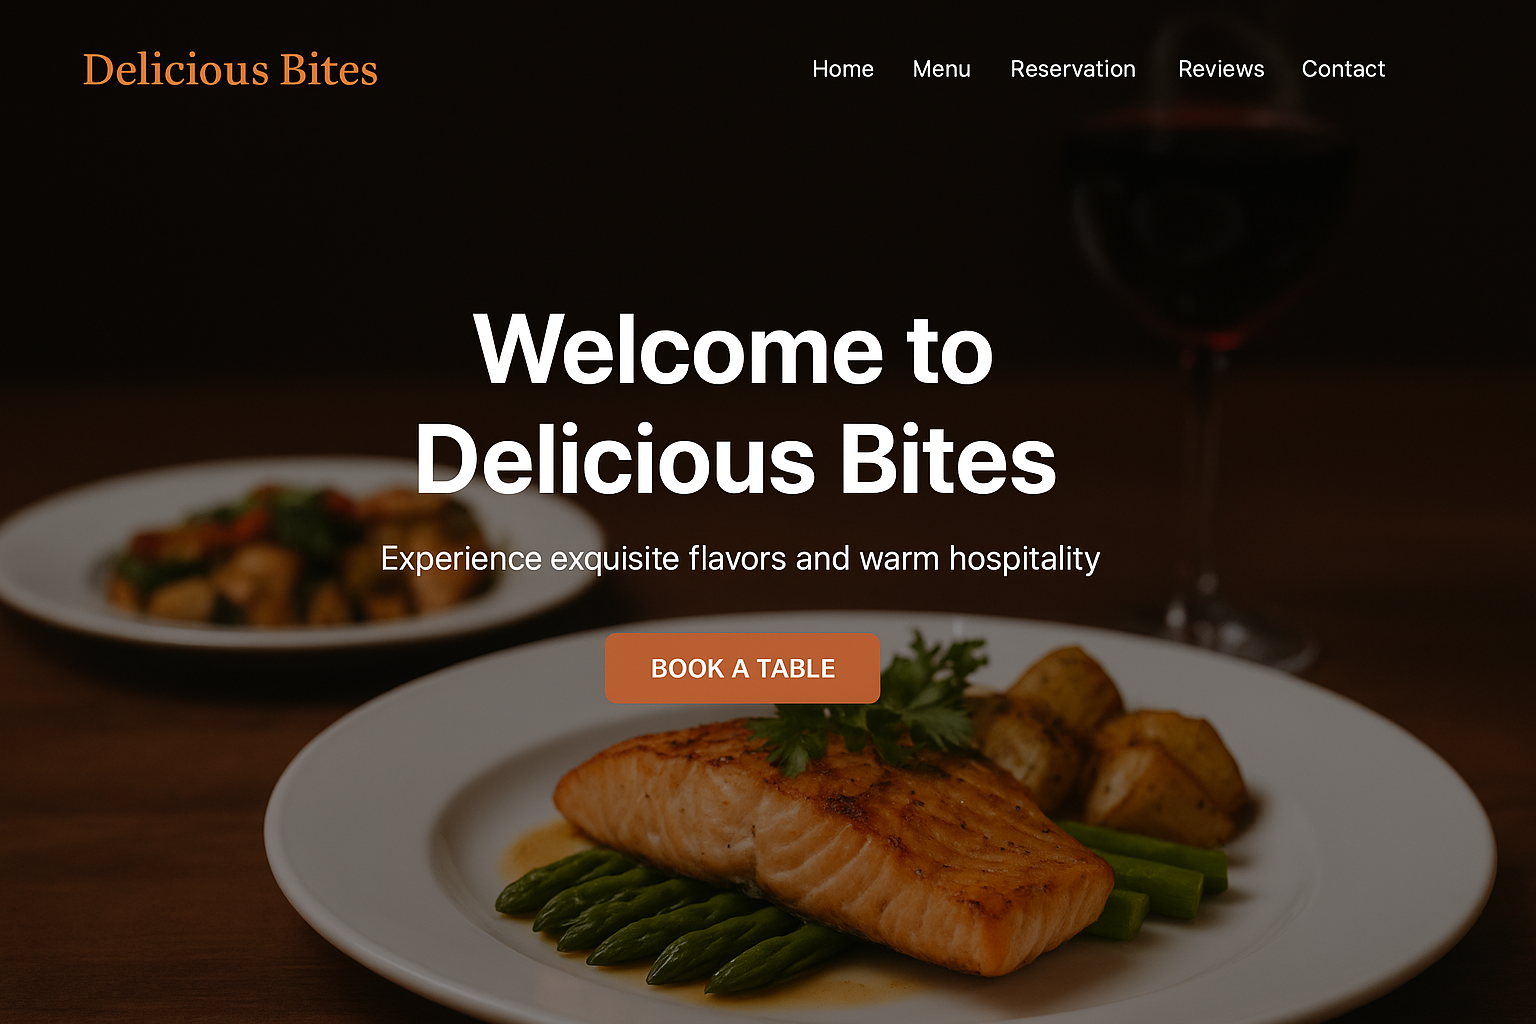 Delicious Bites
Home Menu Reservation Reviews Contact
Welcome to
Delicious Bites
Experience exquisite flavors and warm hospitality
BOOK A TABLE